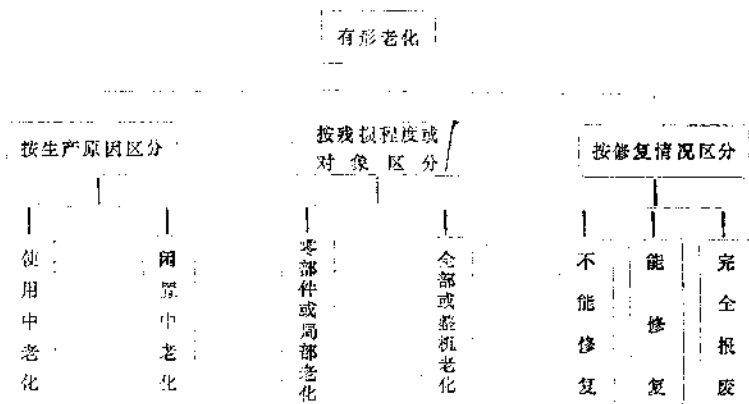 有形老化
按生产原因区分
按残损程度或
对象区分
按修复情况区分
使用中老化
闲置中老化
零部件或局部老化
全部或整机老化
不能修复
能修复
完全报废